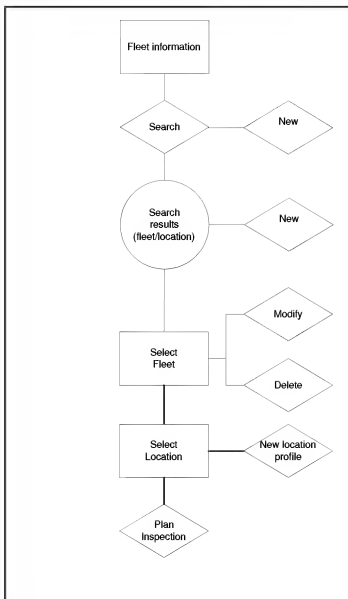 Fleet information
Search
New
Search
results
(fleet/location)
New
Modify
Select
Fleet
Delete
Select
Location
New location
profile
Plan
Inspection